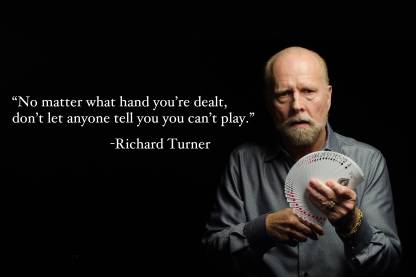 “No matter what hand you’re dealt,
don’t let anyone tell you you can’t play.”
-Richard Turner